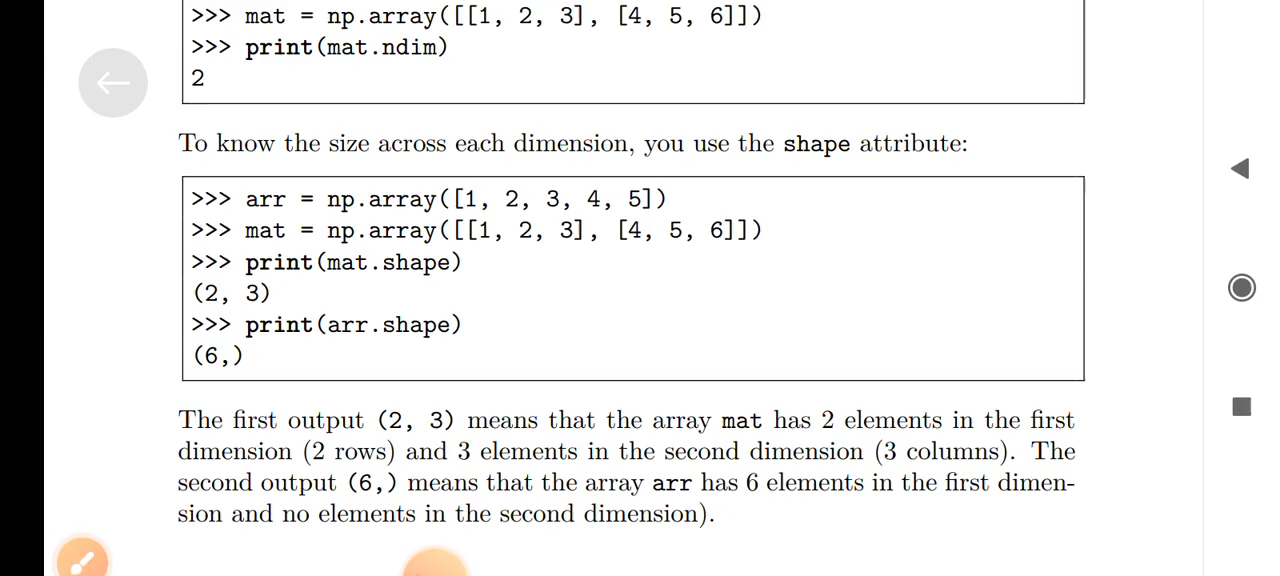 >>> mat = np.array([[1, 2, 3], [4, 5, 6]])
>>> print(mat.ndim)
2
To know the size across each dimension, you use the shape attribute:
>>> arr = np.array([1, 2, 3, 4, 5])
>>> mat = np.array([[1, 2, 3], [4, 5, 6]])
>>> print(mat.shape)
(2, 3)
>>> print(arr.shape)
(6,)
The first output (2, 3) means that the array mat has 2 elements in the first
dimension (2 rows) and 3 elements in the second dimension (3 columns). The
second output (6,) means that the array arr has 6 elements in the first dimen-
sion and no elements in the second dimension).